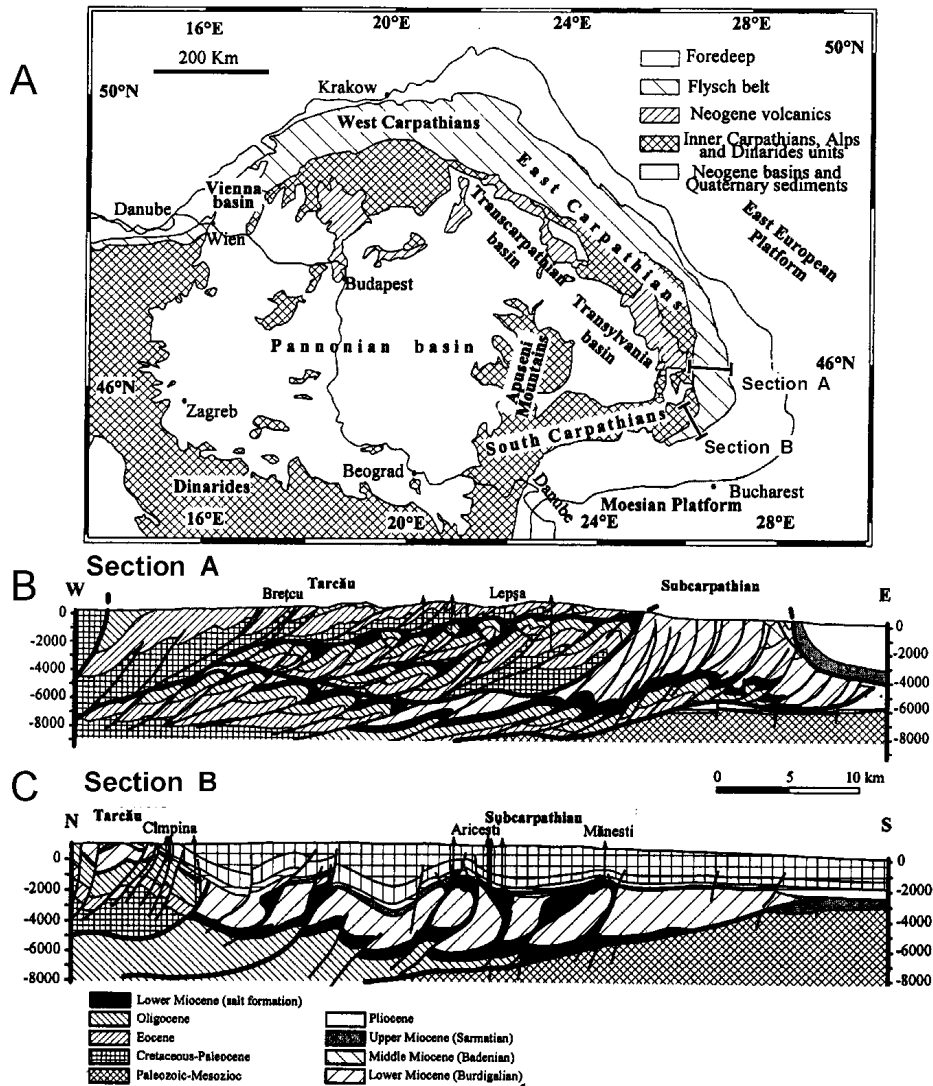 A
16°E
20°E
24°E
28°E
50°N
200 Km
50°N
Krakow
West Carpathians
Foredeep
Flysch belt
Neogene volcanics
Inner Carpathians, Alps
and Dinarides units
Neogene basins and
Quaternary sediments
East Carpathians
East European
Platform
Vienna
basin
Danube
Wien
Transcarpathian
basin
Budapest
Transylvania
basin
Pannonian basin
Apuseni
Mountains
46°N
46°N
Section A
Zagreb
South Carpathians
Section B
Beograd
Dinarides
Danube
Bucharest
Moesian Platform
16°E
20°E
24°E
28°E
B
Section A
W
Tarcău
Subcarpathian
E
Brețcu
Lepșa
0
-2000
-4000
-6000
-8000
0
-2000
-4000
-6000
-8000
C
Section B
0 5 10 km
Tarcău
Subcarpathian
N
Cîmpina
Aricești
Mănești
S
0
-2000
-4000
-6000
-8000
0
-2000
-4000
-6000
-8000
Lower Miocene (salt formation)
Oligocene
Eocene
Cretaceous-Paleocene
Paleozoic-Mesozioc
Pliocene
Upper Miocene (Sarmatian)
Middle Miocene (Badenian)
Lower Miocene (Burdigalian)